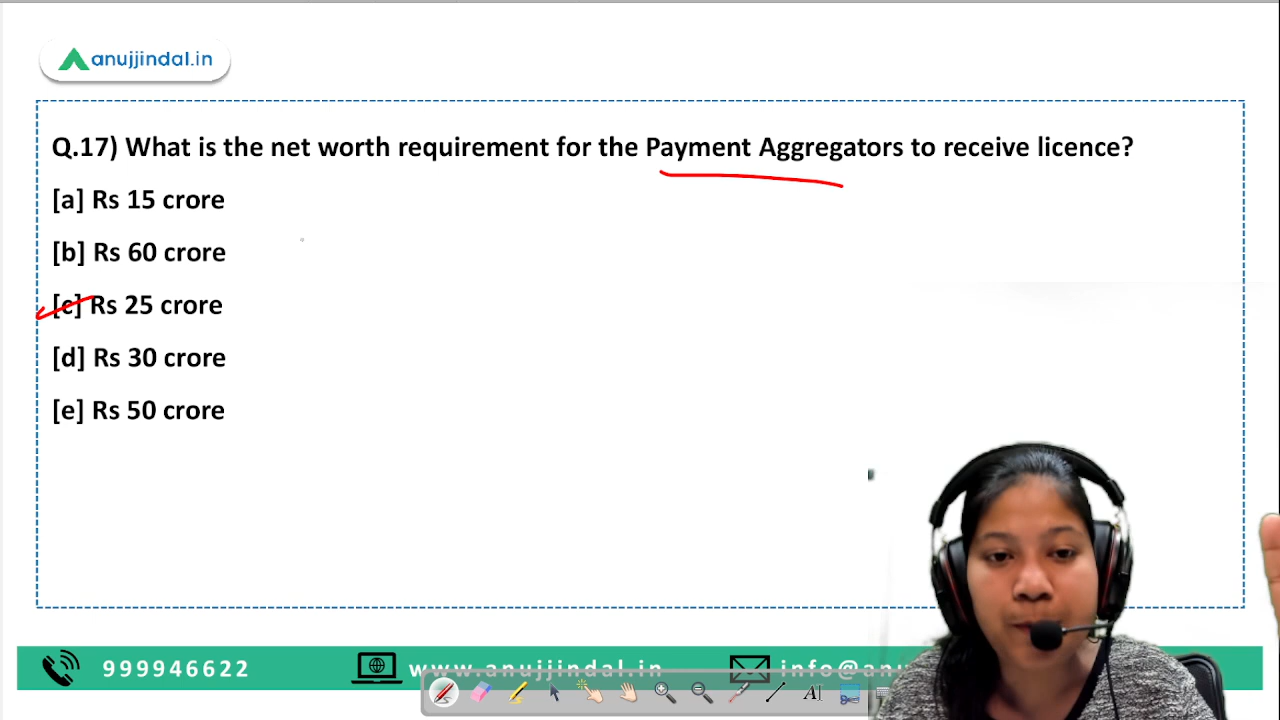 anujjindal.in
Q.17) What is the net worth requirement for the Payment Aggregators to receive licence?
[a] Rs 15 crore
[b] Rs 60 crore
[c] Rs 25 crore
[d] Rs 30 crore
[e] Rs 50 crore
999946622 www.anujjindal.in info@anu